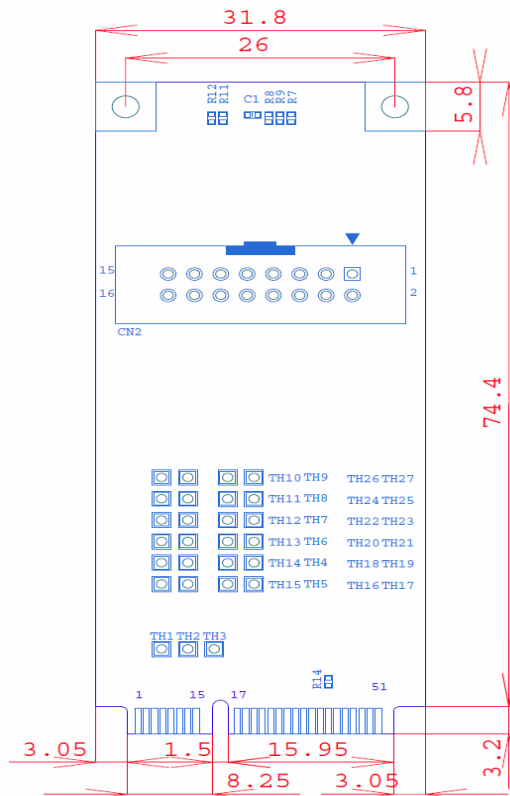 31.8
26
5.8
R12
R11
C1
R8
R9
R7
15
1
16
2
CN2
74.4
TH10 TH9 TH26 TH27
TH11 TH8 TH24 TH25
TH12 TH7 TH22 TH23
TH13 TH6 TH20 TH21
TH14 TH4 TH18 TH19
TH15 TH5 TH16 TH17
TH1 TH2 TH3
R14
1 15 17 51
3.05 1.5 15.95 3.2
8.25 3.05